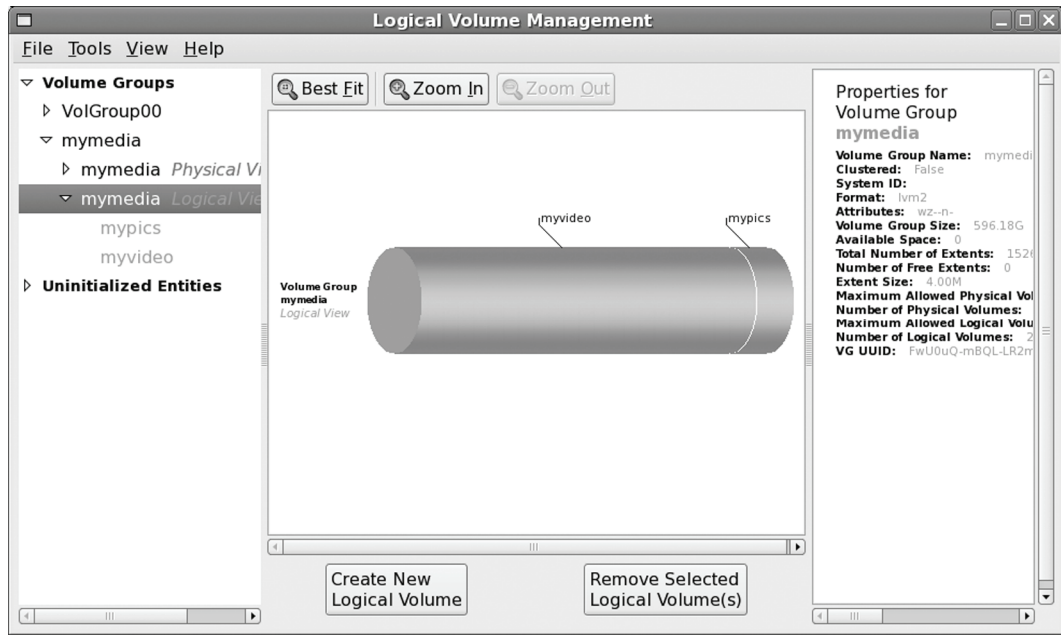 Logical Volume Management
File Tools View Help
Volume Groups
VolGroup00
mymedia
mymedia Physical Vi
mymedia Logical Vie
mypics
myvideo
Uninitialized Entities
Best Fit
Zoom In
Zoom Out
myvideo
mypics
Volume Group
mymedia
Logical View
Create New
Logical Volume
Remove Selected
Logical Volume(s)
Properties for
Volume Group
mymedia
Volume Group Name: mymedi
Clustered: False
System ID:
Format: lvm2
Attributes: wz--n-
Volume Group Size: 596.18G
Available Space: 0
Total Number of Extents: 1526
Number of Free Extents: 0
Extent Size: 4.00M
Maximum Allowed Physical Vol
Number of Physical Volumes:
Maximum Allowed Logical Volu
Number of Logical Volumes: 2
VG UUID: FwU0uQ-mBQL-LR2m